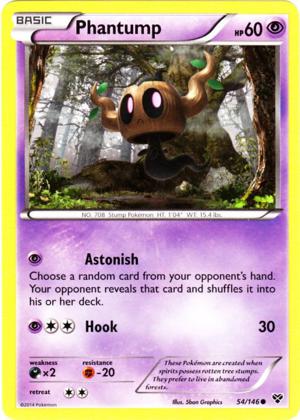 BASIC
Phantump HP60
NO. 708 Stump Pokémon HT. 1'04" WT. 15.4 lbs.
Astonish
Choose a random card from your opponent's hand.
Your opponent reveals that card and shuffles it into
his or her deck.
Hook 30
weakness resistance
×2 -20
retreat
These Pokémon are created when
spirits possess rotten tree stumps.
They prefer to live in abandoned
forests.
Illus. 5ban Graphics 54/146
©2014 Pokémon